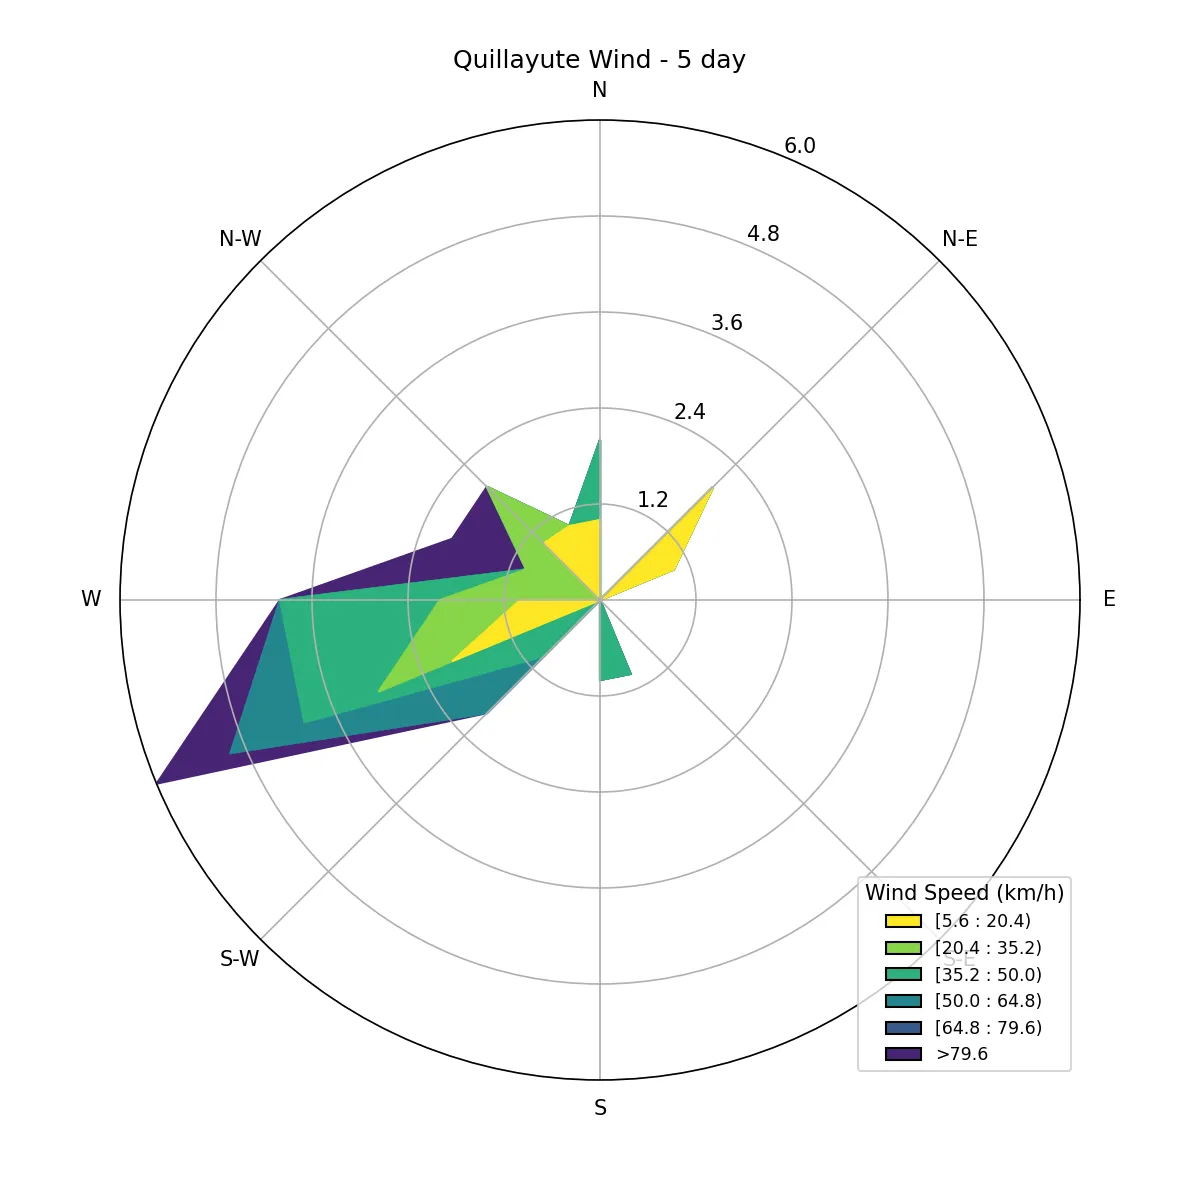 Quillayute Wind - 5 day
N
6.0
N-W
4.8
N-E
3.6
2.4
1.2
W
E
S-W
S-E
S
Wind Speed (km/h)
[5.6 : 20.4)
[20.4 : 35.2)
[35.2 : 50.0)
[50.0 : 64.8)
[64.8 : 79.6)
>79.6